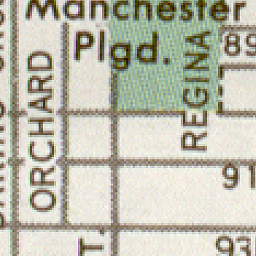 Manchester
Plgd.
ORCHARD
REGINA
89
91
T.